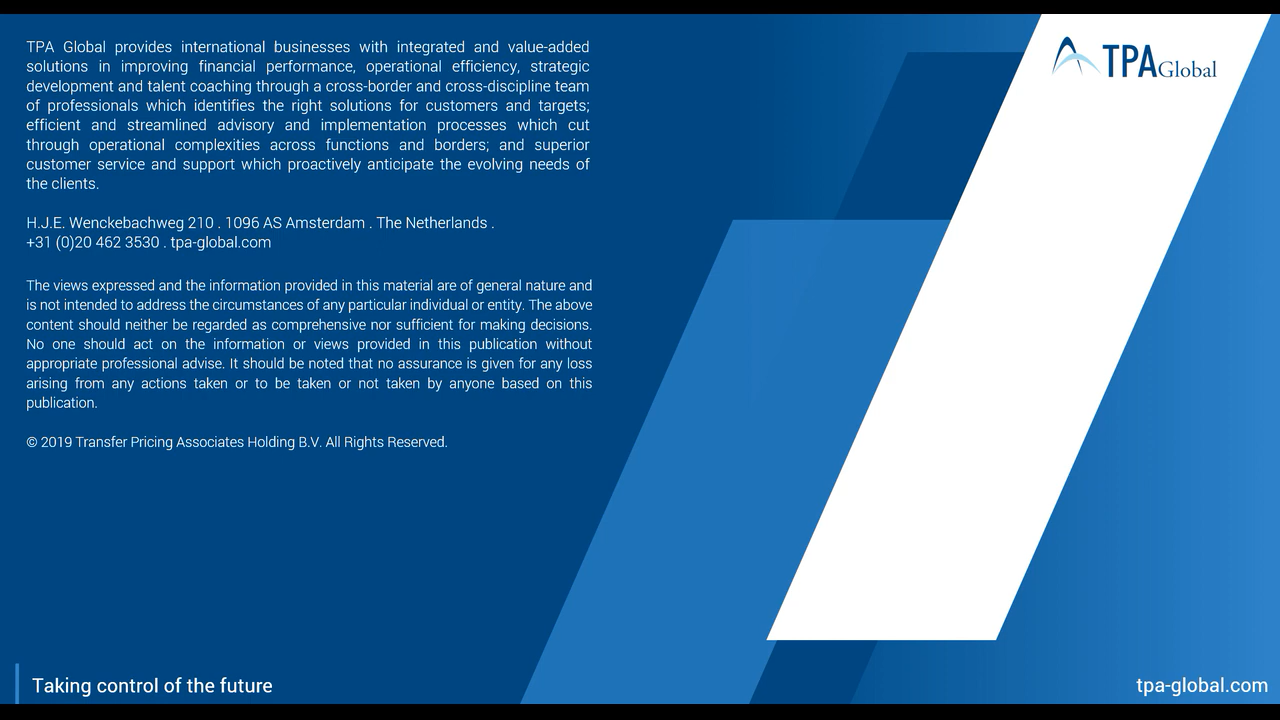 TPA Global provides international businesses with integrated and value-added
solutions in improving financial performance, operational efficiency, strategic
development and talent coaching through a cross-border and cross-discipline team
of professionals which identifies the right solutions for customers and targets;
efficient and streamlined advisory and implementation processes which cut
through operational complexities across functions and borders; and superior
customer service and support which proactively anticipate the evolving needs of
the clients.
H.J.E. Wenckebachweg 210 . 1096 AS Amsterdam . The Netherlands .
+31 (0)20 462 3530 . tpa-global.com
The views expressed and the information provided in this material are of general nature and
is not intended to address the circumstances of any particular individual or entity. The above
content should neither be regarded as comprehensive nor sufficient for making decisions.
No one should act on the information or views provided in this publication without
appropriate professional advise. It should be noted that no assurance is given for any loss
arising from any actions taken or to be taken or not taken by anyone based on this
publication.
© 2019 Transfer Pricing Associates Holding B.V. All Rights Reserved.
TPA Global
Taking control of the future
tpa-global.com